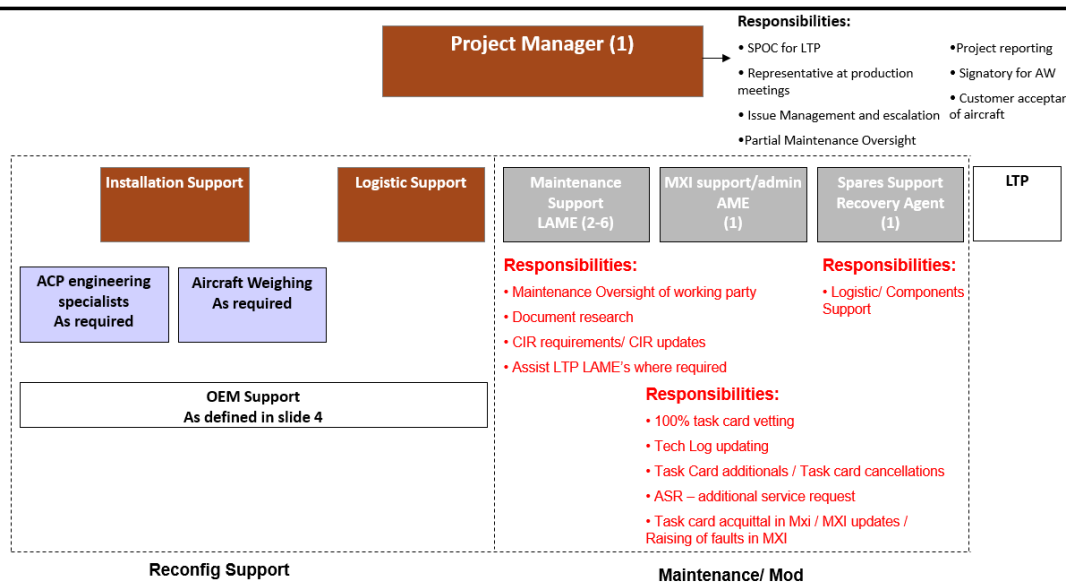 Project Manager (1)
Responsibilities:
• SPOC for LTP
• Representative at production
meetings
• Issue Management and escalation
•Partial Maintenance Oversight
•Project reporting
• Signatory for AW
• Customer acceptan
of aircraft
Installation Support
Logistic Support
Maintenance
Support
LAME (2-6)
MXI support/admin
AME
(1)
Spares Support
Recovery Agent
(1)
LTP
ACP engineering
specialists
As required
Aircraft Weighing
As required
OEM Support
As defined in slide 4
Responsibilities:
• Maintenance Oversight of working party
• Document research
• CIR requirements/ CIR updates
• Assist LTP LAME's where required
Responsibilities:
• Logistic/ Components
Support
Responsibilities:
• 100% task card vetting
• Tech Log updating
• Task Card additionals / Task card cancellations
• ASR – additional service request
• Task card acquittal in Mxi / MXI updates /
Raising of faults in MXI
Reconfig Support
Maintenance/ Mod